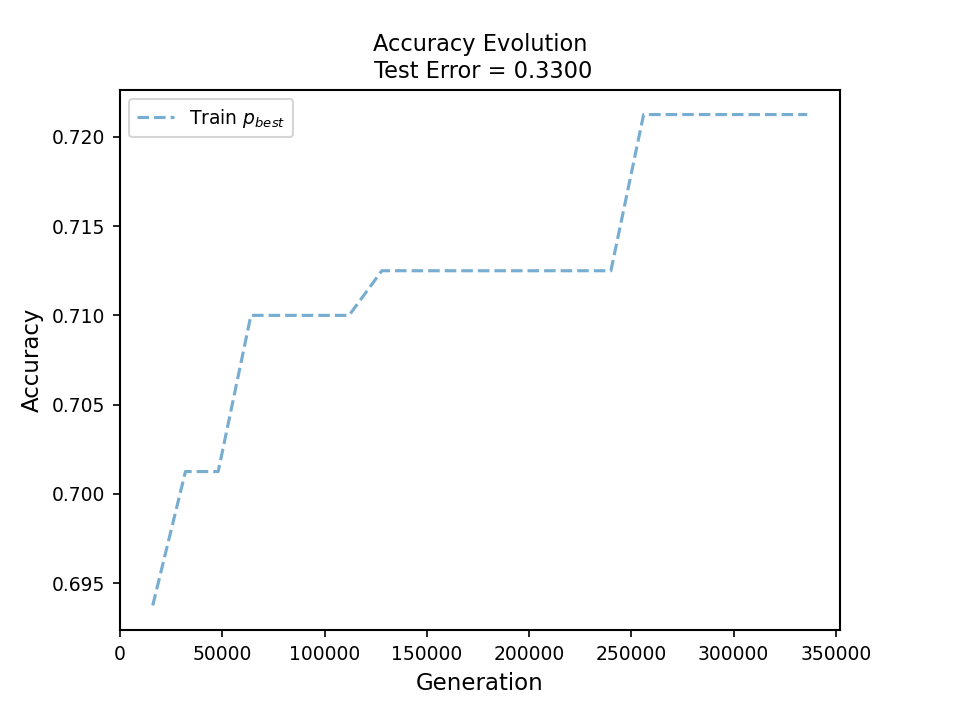 Accuracy Evolution
Test Error = 0.3300
Train p_best
0.720
0.715
0.710
0.705
0.700
0.695
Accuracy
0 50000 100000 150000 200000 250000 300000 350000
Generation